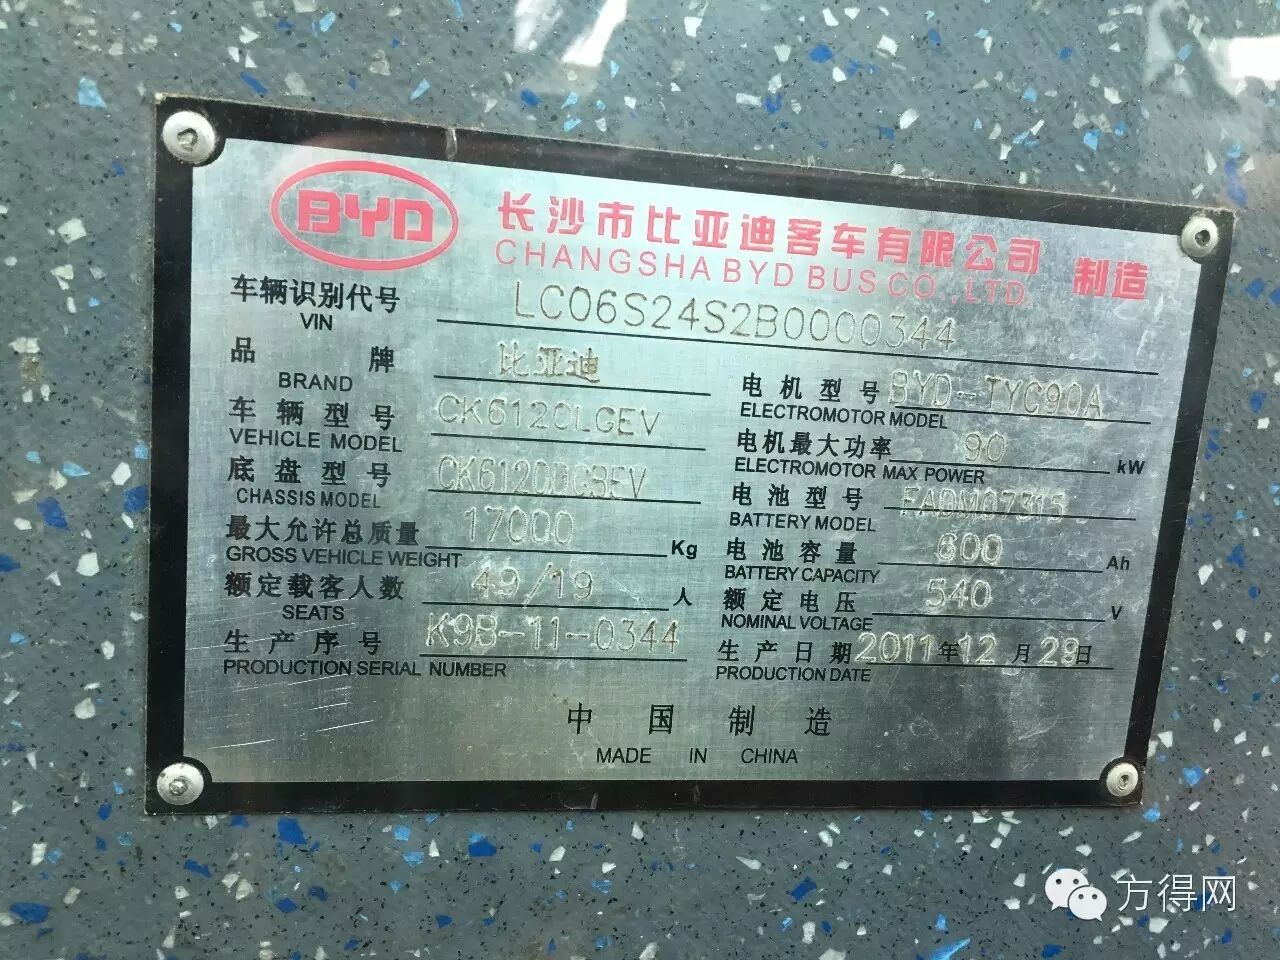 BYD 长沙市比亚迪客车有限公司 制造
CHANGSHA BYD BUS CO.,LTD.
车辆识别代号 LC06S24S2B0000344
VIN
品牌 比亚迪
BRAND
车辆型号 CK6120LGEV
VEHICLE MODEL
底盘型号
CHASSIS MODEL
最大允许总质量 17000 Kg
GROSS VEHICLE WEIGHT
额定载客人数 49/19 人
SEATS
生产序号 K9B-11-0344
PRODUCTION SERIAL NUMBER
电机型号 BYD-TYC90A
ELECTROMOTOR MODEL
电机最大功率 90 kW
ELECTROMOTOR MAX POWER
电池型号
BATTERY MODEL
电池容量 600 Ah
BATTERY CAPACITY
额定电压 540 V
NOMINAL VOLTAGE
生产日期 2011年12月29日
PRODUCTION DATE
中国制造
MADE IN CHINA
方得网